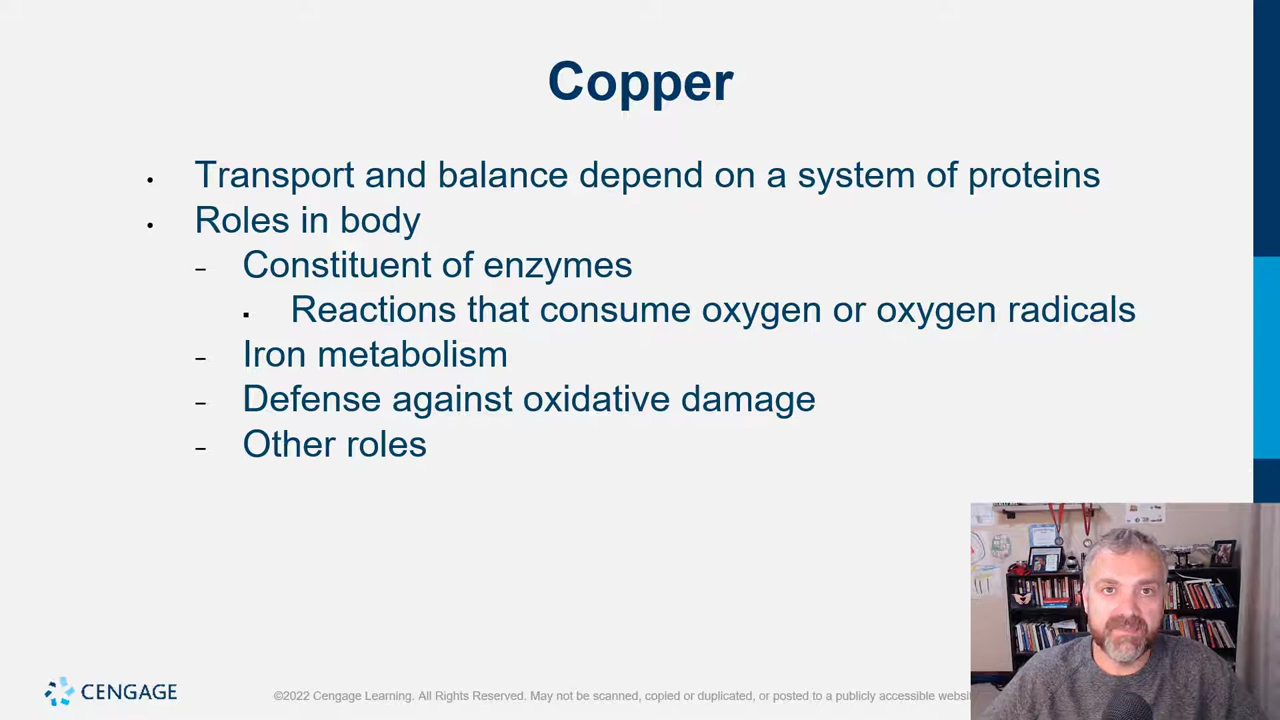 Copper
• Transport and balance depend on a system of proteins
• Roles in body
– Constituent of enzymes
▪ Reactions that consume oxygen or oxygen radicals
– Iron metabolism
– Defense against oxidative damage
– Other roles
CENGAGE
©2022 Cengage Learning. All Rights Reserved. May not be scanned, copied or duplicated, or posted to a publicly accessible